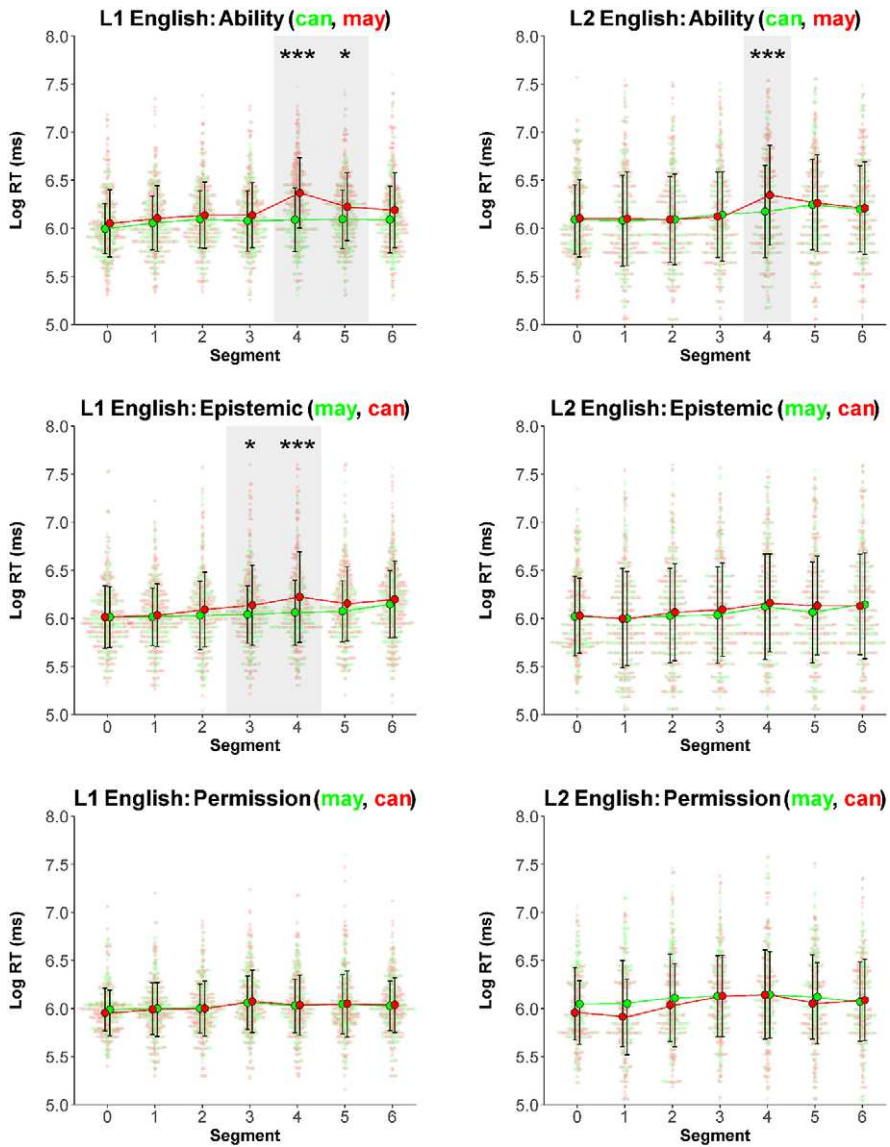 L1 English: Ability (can, may)
8.0
7.5
7.0
6.5
6.0
5.5
5.0
Log RT (ms)
*** *
0 1 2 3 4 5 6
Segment
L2 English: Ability (can, may)
8.0
7.5
7.0
6.5
6.0
5.5
5.0
Log RT (ms)
***
0 1 2 3 4 5 6
Segment
L1 English: Epistemic (may, can)
8.0
7.5
7.0
6.5
6.0
5.5
5.0
Log RT (ms)
* ***
0 1 2 3 4 5 6
Segment
L2 English: Epistemic (may, can)
8.0
7.5
7.0
6.5
6.0
5.5
5.0
Log RT (ms)
0 1 2 3 4 5 6
Segment
L1 English: Permission (may, can)
8.0
7.5
7.0
6.5
6.0
5.5
5.0
Log RT (ms)
0 1 2 3 4 5 6
Segment
L2 English: Permission (may, can)
8.0
7.5
7.0
6.5
6.0
5.5
5.0
Log RT (ms)
0 1 2 3 4 5 6
Segment